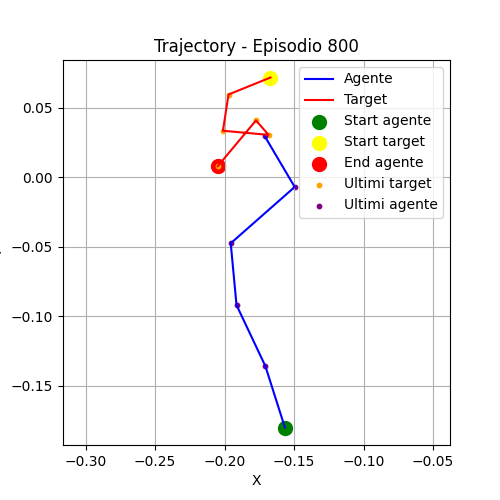 Trajectory - Episodio 800
Agente
Target
Start agente
Start target
End agente
Ultimi target
Ultimi agente
0.05
0.00
−0.05
−0.10
−0.15
−0.30
−0.25
−0.20
−0.15
−0.10
−0.05
X